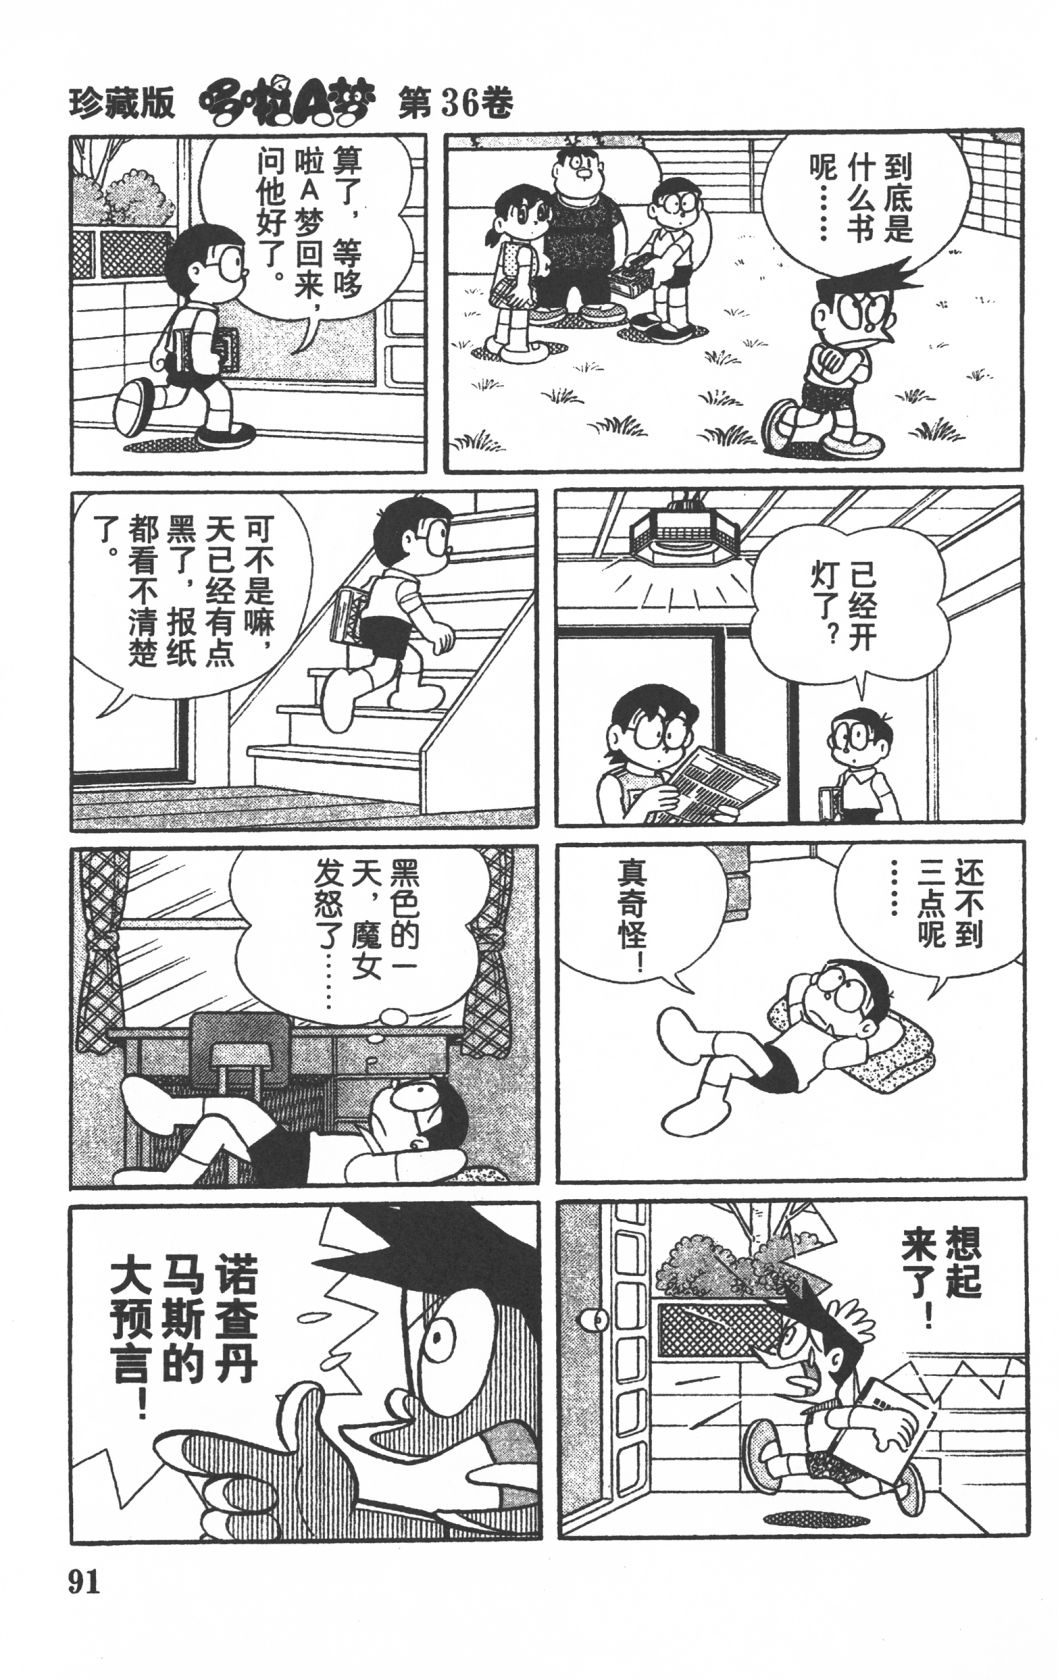 珍藏版 哆啦A梦 第36卷
到底是
什么书
呢……
算了，等哆
啦A梦回来，
问他好了。
已经开
灯了？
可不是嘛，
天已经有点
黑了，报纸
都看不清楚
了。
还不到
三点呢
……
真奇怪！
黑色的一
天，魔女
发怒了……
想起
来了！
诺查丹
马斯的
大预言！
91